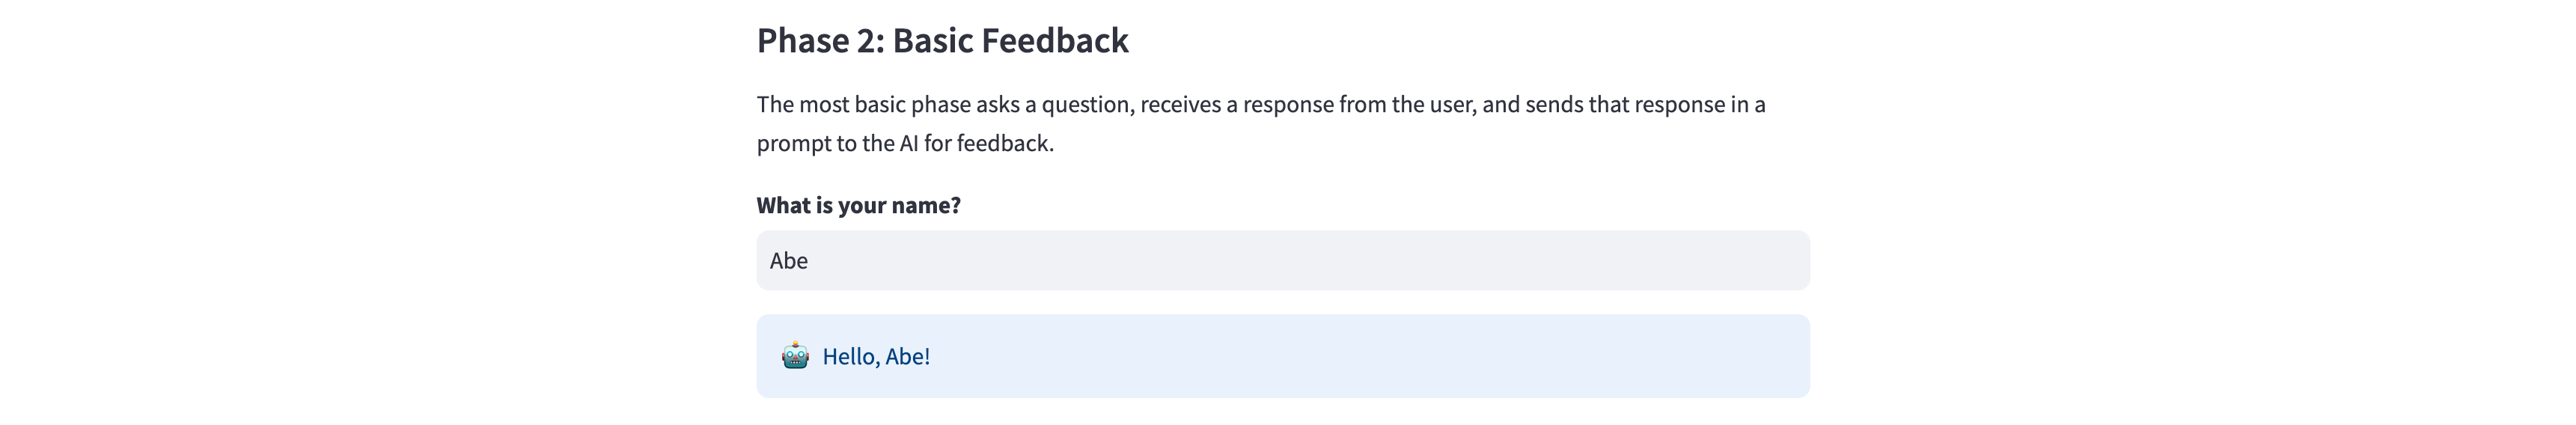 Phase 2: Basic Feedback
The most basic phase asks a question, receives a response from the user, and sends that response in a
prompt to the AI for feedback.
What is your name?
Abe
Hello, Abe!